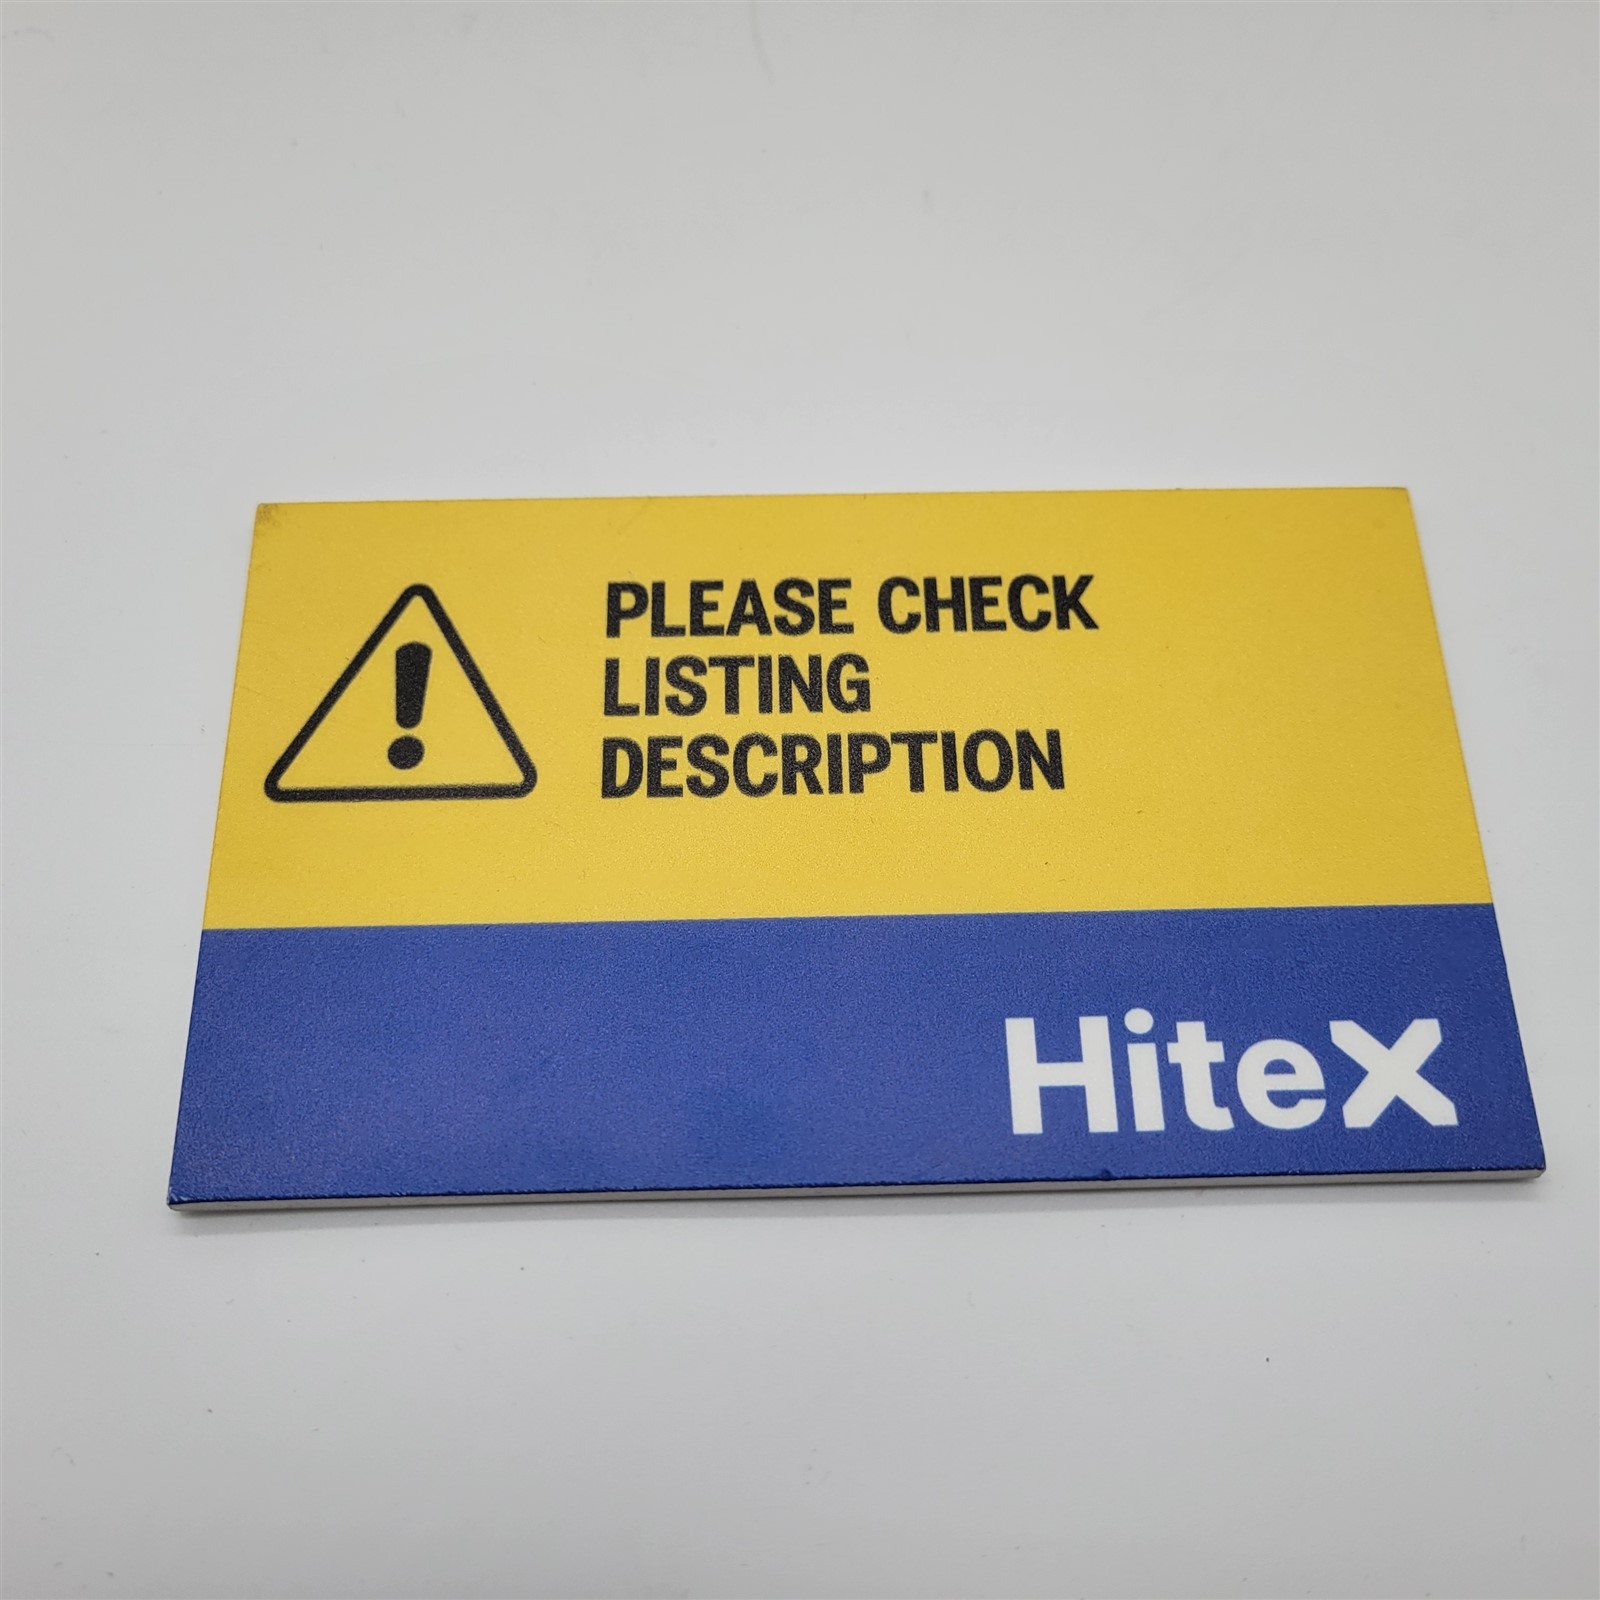 PLEASE CHECK
LISTING
DESCRIPTION
HiteX